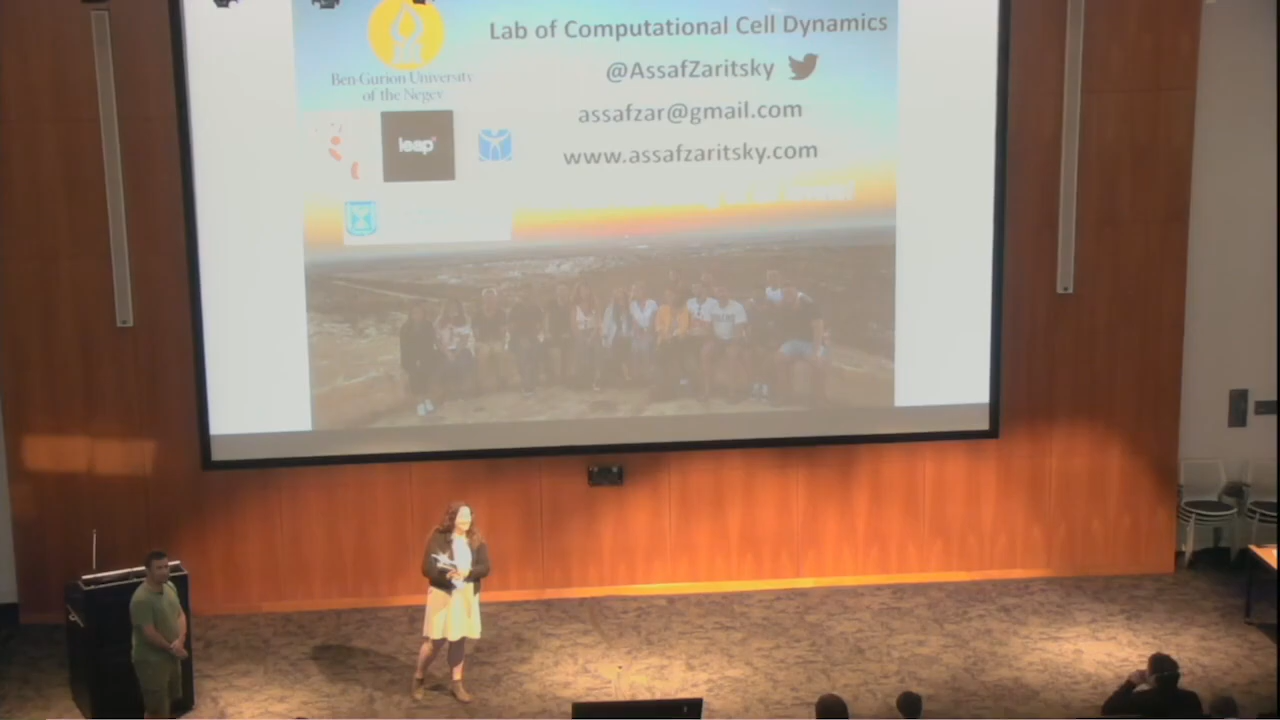 Lab of Computational Cell Dynamics
@AssafZaritsky
Ben-Gurion University
of the Negev
assafzar@gmail.com
leap
www.assafzaritsky.com